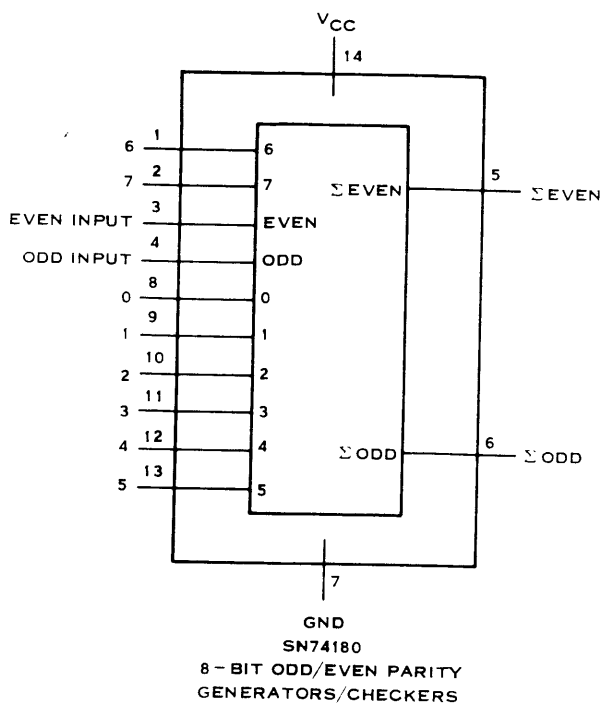 VCC
14
6 1 6
7 2 7
ΣEVEN 5 ΣEVEN
EVEN INPUT 3 EVEN
ODD INPUT 4 ODD
0 8 0
1 9 1
2 10 2
3 11 3
4 12 4
ΣODD 6 ΣODD
5 13 5
7
GND
SN74180
8-BIT ODD/EVEN PARITY
GENERATORS/CHECKERS